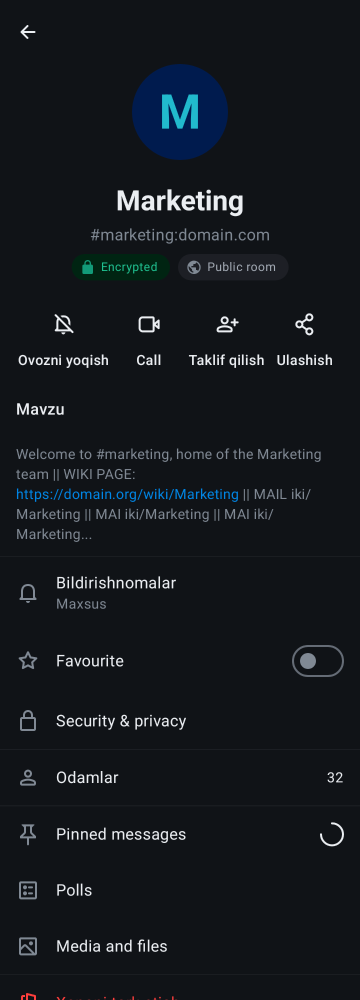 M
Marketing
#marketing:domain.com
Encrypted
Public room
Ovozni yoqish
Call
Taklif qilish
Ulashish
Mavzu
Welcome to #marketing, home of the Marketing
team || WIKI PAGE:
https://domain.org/wiki/Marketing || MAIL iki/
Marketing || MAI iki/Marketing || MAI iki/
Marketing...
Bildirishnomalar
Maxsus
Favourite
Security & privacy
Odamlar
32
Pinned messages
Polls
Media and files